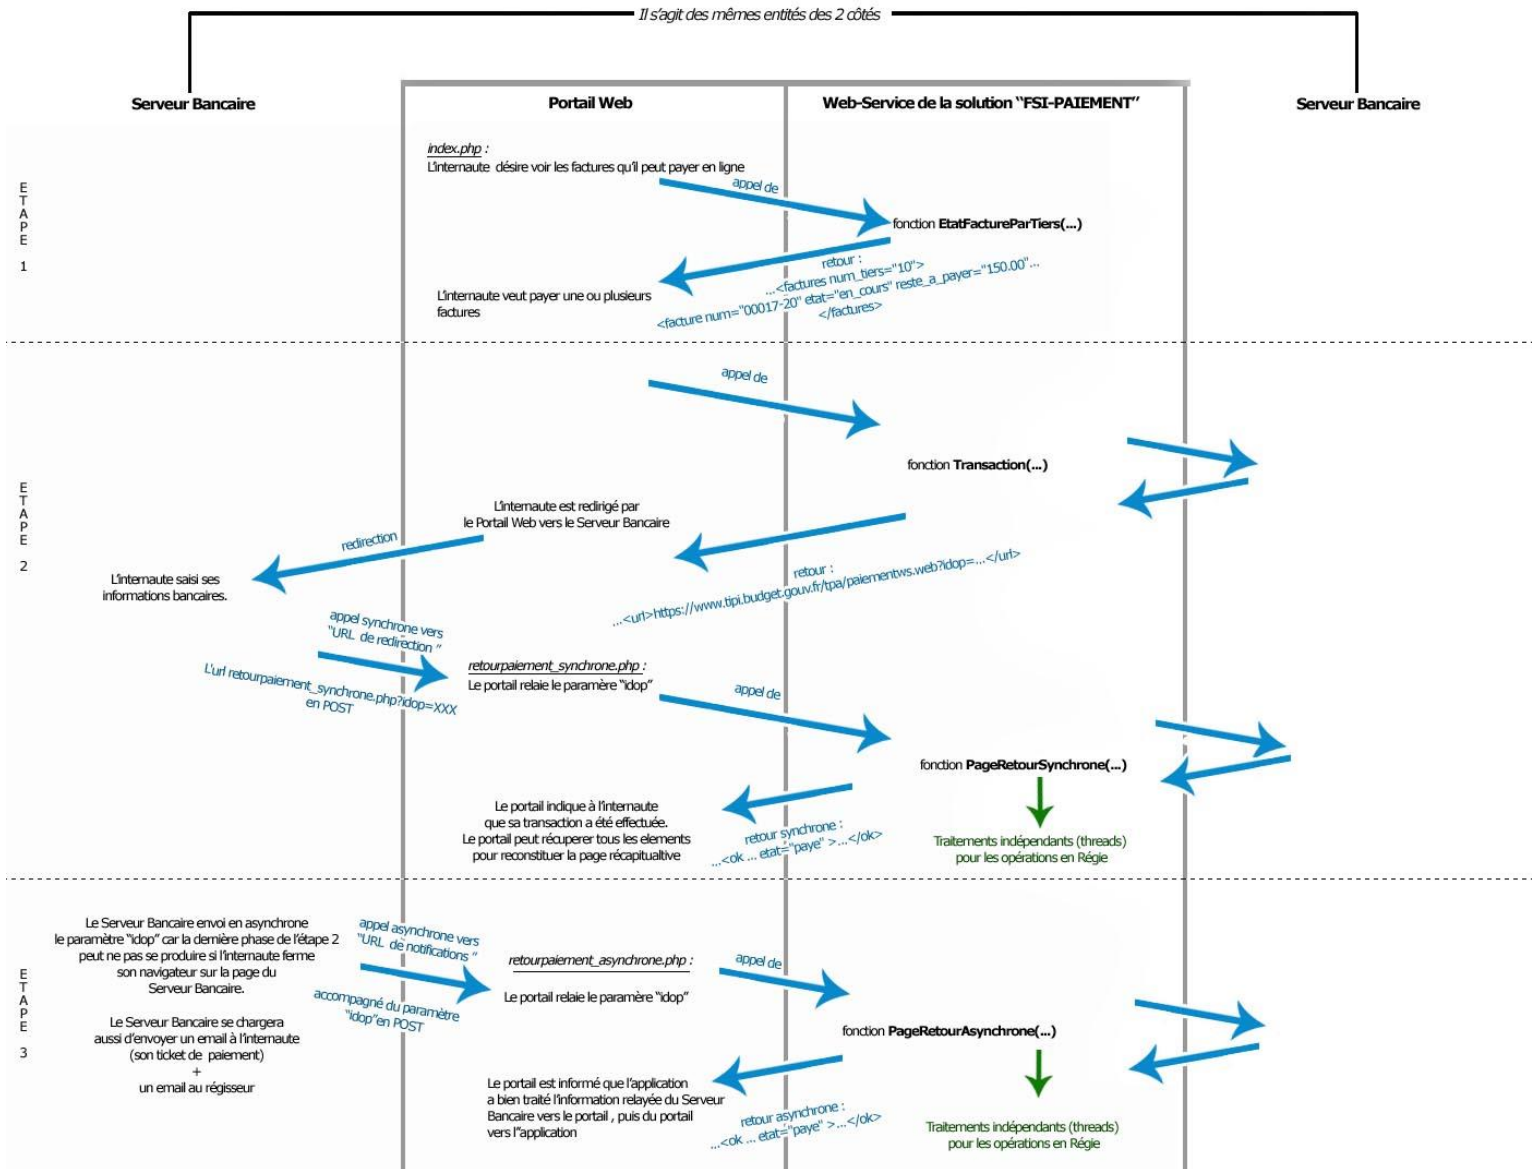 Il s'agit des mêmes entités des 2 côtés
Serveur Bancaire
Portail Web
Web-Service de la solution "FSI-PAIEMENT"
Serveur Bancaire
ETAPE 1
index.php :
L'internaute désire voir les factures qu'il peut payer en ligne
appel de
fonction EtatFactureParTiers(...)
retour :
...<factures num_tiers="10">
<facture num="00017-20" etat="en_cours" reste_a_payer="150.00"...
</factures>
L'internaute veut payer une ou plusieurs
factures
ETAPE 2
appel de
fonction Transaction(...)
L'internaute est redirigé par
le Portail Web vers le Serveur Bancaire
retour :
...<url>https://www.tipi.budget.gouv.fr/tpa/paiementws.web?idop=...</url>
redirection
L'internaute saisi ses
informations bancaires.
appel synchrone vers
"URL de redirection "
L'url retourpaiement_synchrone.php?idop=XXX
en POST
retourpaiement_synchrone.php :
Le portail relaie le paramère "idop"
appel de
fonction PageRetourSynchrone(...)
Le portail indique à l'internaute
que sa transaction a été effectuée.
Le portail peut récuperer tous les elements
pour reconstituer la page récapitualtive
retour synchrone :
...<ok ... etat="paye" >...</ok>
Traitements indépendants (threads)
pour les opérations en Régie
ETAPE 3
Le Serveur Bancaire envoi en asynchrone
le paramètre "idop" car la dernière phase de l'étape 2
peut ne pas se produire si l'internaute ferme
son navigateur sur la page du
Serveur Bancaire.
Le Serveur Bancaire se chargera
aussi d'envoyer un email à l'internaute
(son ticket de paiement)
+
un email au régisseur
appel asynchrone vers
"URL de notifications "
accompagné du paramètre
"idop"en POST
retourpaiement_asynchrone.php :
Le portail relaie le paramère "idop"
appel de
fonction PageRetourAsynchrone(...)
Le portail est informé que l'application
a bien traité l'information relayée du Serveur
Bancaire vers le portail , puis du portail
vers l"application
retour asynchrone :
...<ok ... etat="paye" >...</ok>
Traitements indépendants (threads)
pour les opérations en Régie